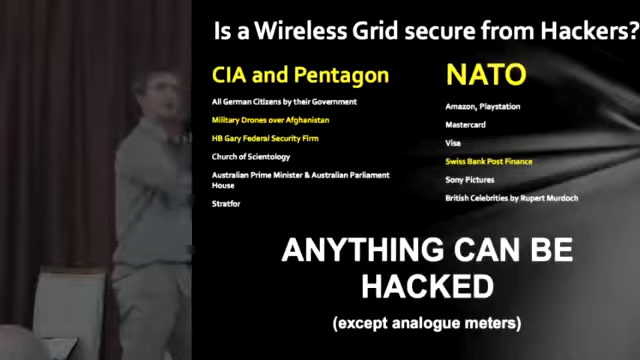 Is a Wireless Grid secure from Hackers?
CIA and Pentagon
All German Citizens by their Government
Military Drones over Afghanistan
HB Gary Federal Security Firm
Church of Scientology
Australian Prime Minister & Australian Parliament
House
Stratfor
NATO
Amazon, Playstation
Mastercard
Visa
Swiss Bank Post Finance
Sony Pictures
British Celebrities by Rupert Murdoch
ANYTHING CAN BE
HACKED
(except analogue meters)